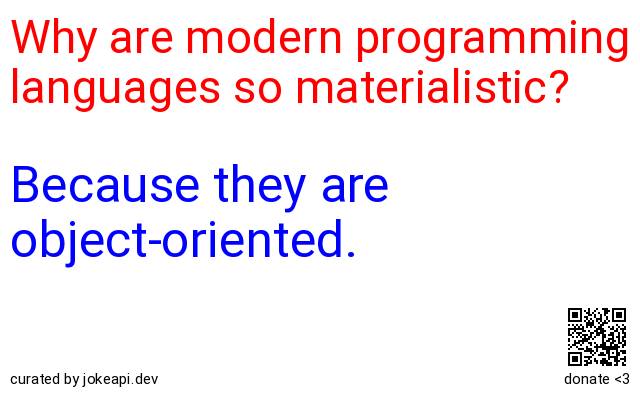 Why are modern programming
languages so materialistic?
Because they are
object-oriented.
curated by jokeapi.dev
donate <3